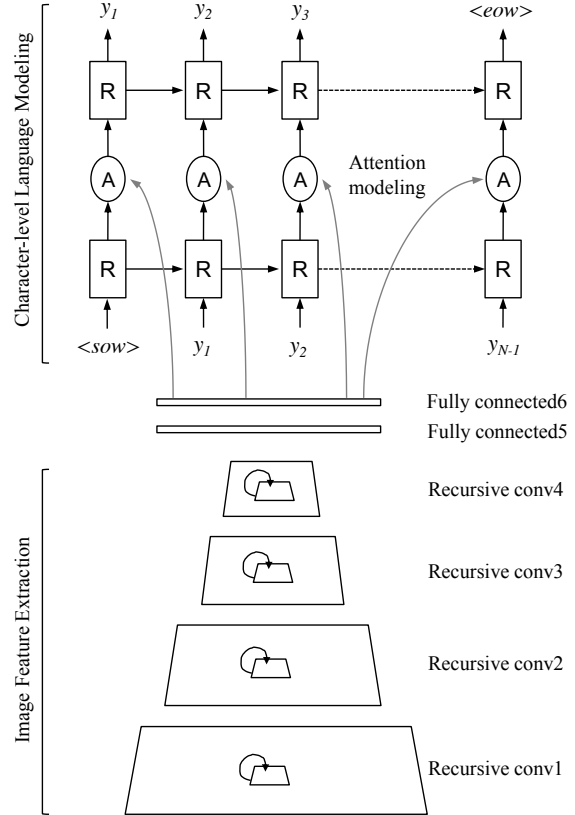 y1 y2 y3 <eow>
R R R R
A A A Attention modeling A
R R R R
<sow> y1 y2 yN-1
Character-level Language Modeling
Fully connected6
Fully connected5
Recursive conv4
Recursive conv3
Recursive conv2
Recursive conv1
Image Feature Extraction